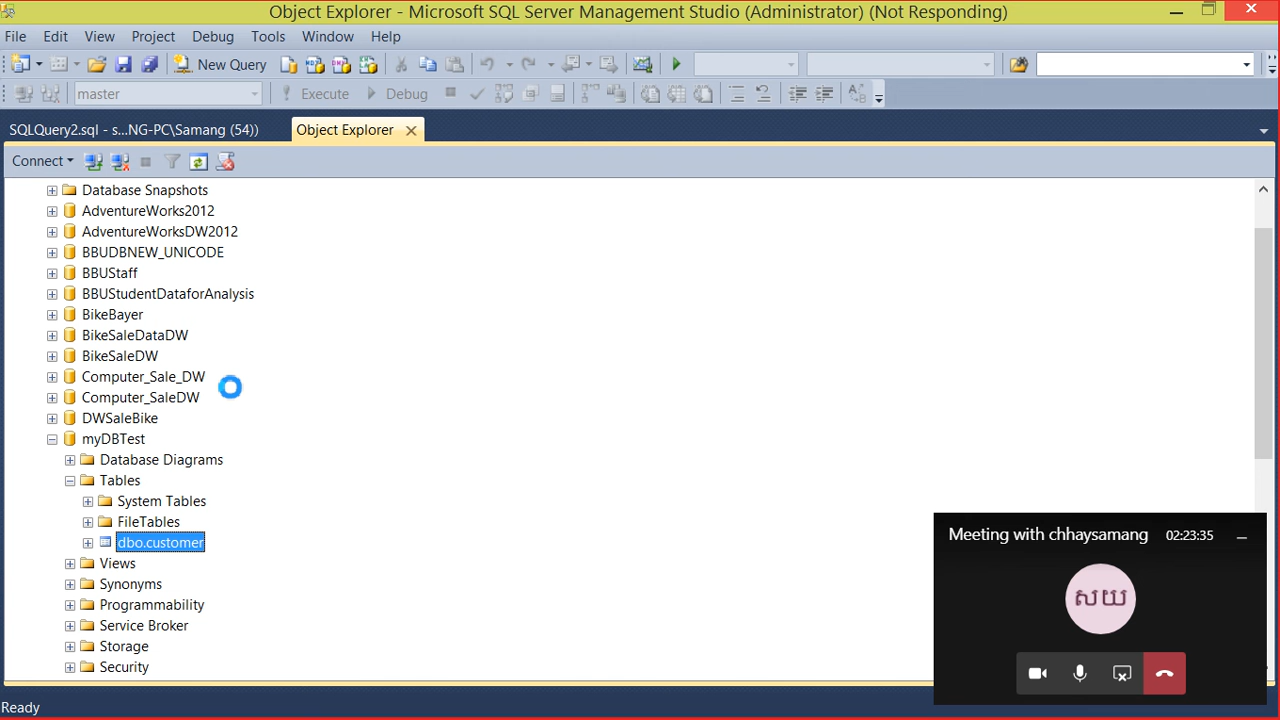 Object Explorer - Microsoft SQL Server Management Studio (Administrator) (Not Responding)
File Edit View Project Debug Tools Window Help
New Query
master Execute Debug
SQLQuery2.sql - s...NG-PC\Samang (54)) Object Explorer
Connect
Database Snapshots
AdventureWorks2012
AdventureWorksDW2012
BBUDBNEW_UNICODE
BBUStaff
BBUStudentDataforAnalysis
BikeBayer
BikeSaleDataDW
BikeSaleDW
Computer_Sale_DW
Computer_SaleDW
DWSaleBike
myDBTest
Database Diagrams
Tables
System Tables
FileTables
dbo.customer
Views
Synonyms
Programmability
Service Broker
Storage
Security
Meeting with chhaysamang 02:23:35
សយ
Ready